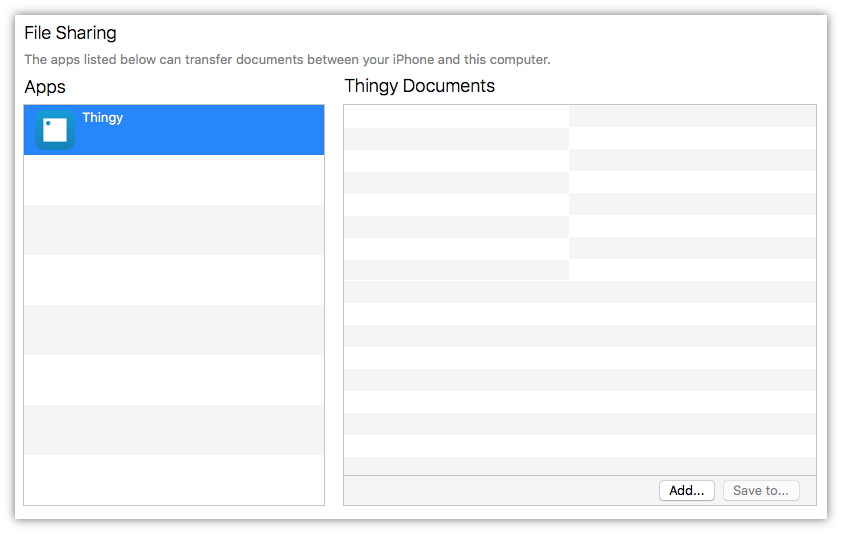 File Sharing
The apps listed below can transfer documents between your iPhone and this computer.
Apps
Thingy
Thingy Documents
Add...
Save to...